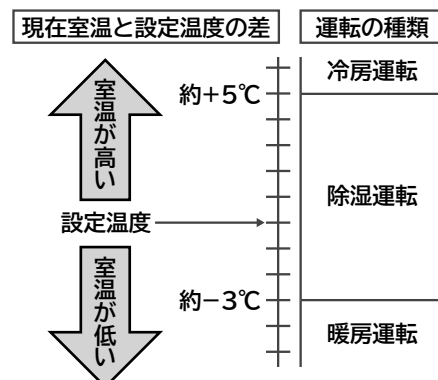 現在室温と設定温度の差
運転の種類
室温が高い
約+5℃
設定温度
約−3℃
室温が低い
冷房運転
除湿運転
暖房運転